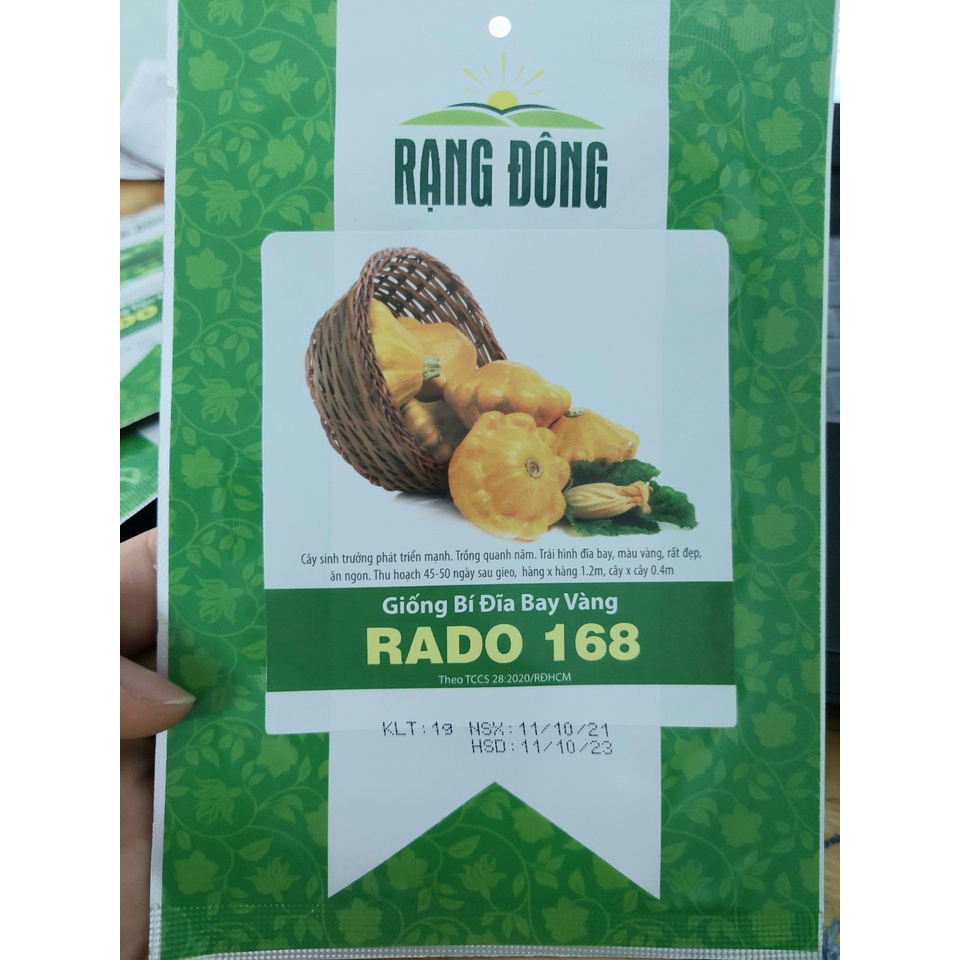 RẠNG ĐÔNG
Cây sinh trưởng phát triển mạnh. Trồng quanh năm. Trái hình đĩa bay, màu vàng, rất đẹp,
ăn ngon. Thu hoạch 45-50 ngày sau gieo, hàng x hàng 1.2m, cây x cây 0.4m
Giống Bí Đĩa Bay Vàng
RADO 168
Theo TCCS 28:2020/RĐHCM
KLT: 1g NSX: 11/10/21
HSD: 11/10/23